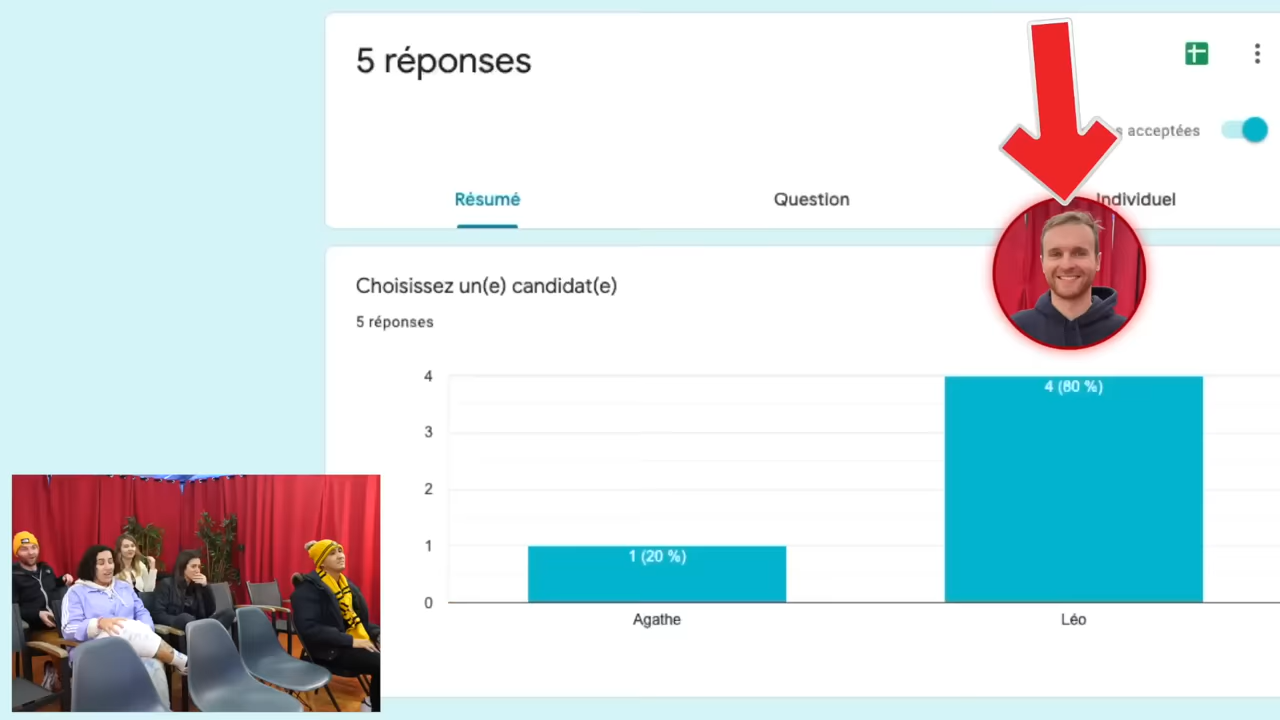 5 réponses
s acceptées
Résumé
Question
Individuel
Choisissez un(e) candidat(e)
5 réponses
4
4 (80 %)
3
2
1
1 (20 %)
0
Agathe
Léo